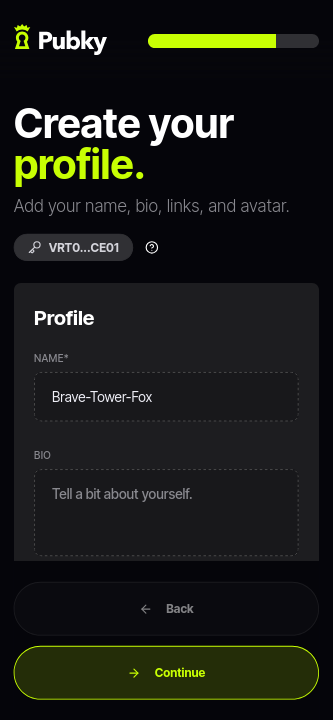 Pubky
Create your
profile.
Add your name, bio, links, and avatar.
VRT0...CE01
Profile
NAME*
Brave-Tower-Fox
BIO
Tell a bit about yourself.
Back
Continue